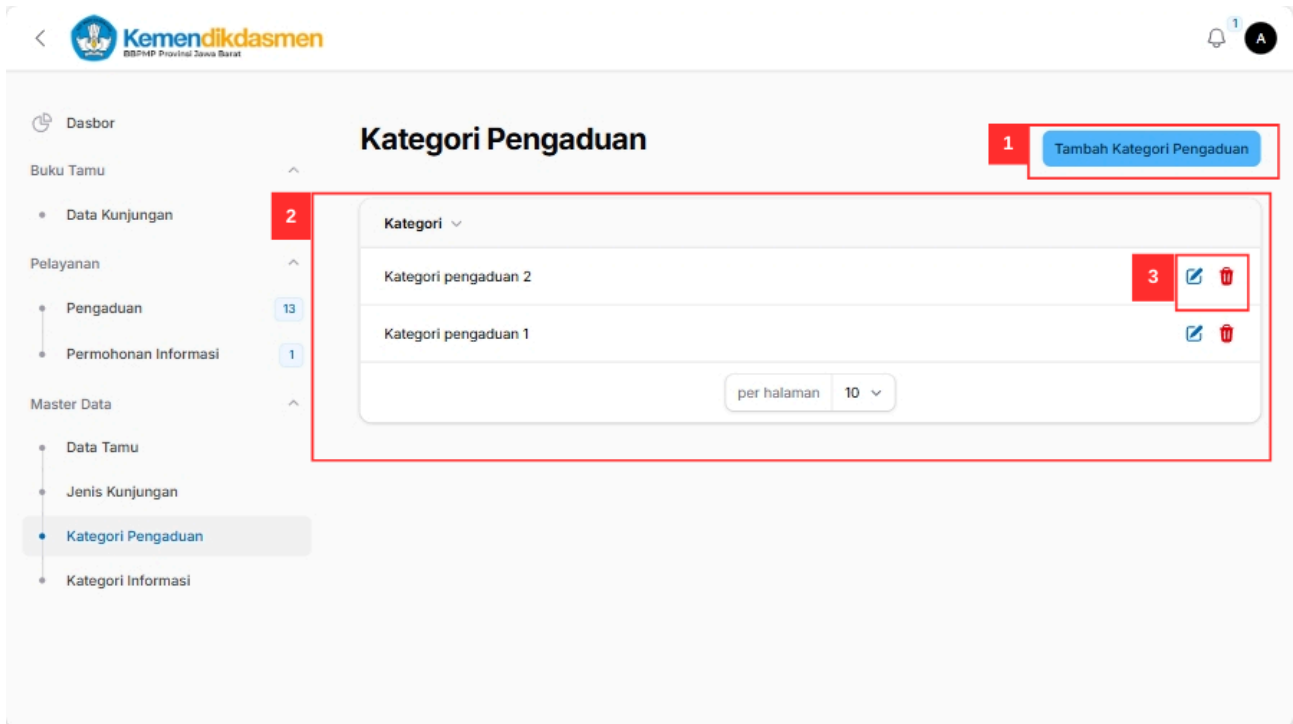 Kemendikdasmen
BBPMP Provinsi Jawa Barat
1
A
Dasbor
Buku Tamu
Data Kunjungan
Pelayanan
Pengaduan
13
Permohonan Informasi
1
Master Data
Data Tamu
Jenis Kunjungan
Kategori Pengaduan
Kategori Informasi
Kategori Pengaduan
1
Tambah Kategori Pengaduan
2
Kategori
Kategori pengaduan 2
3
Kategori pengaduan 1
per halaman 10